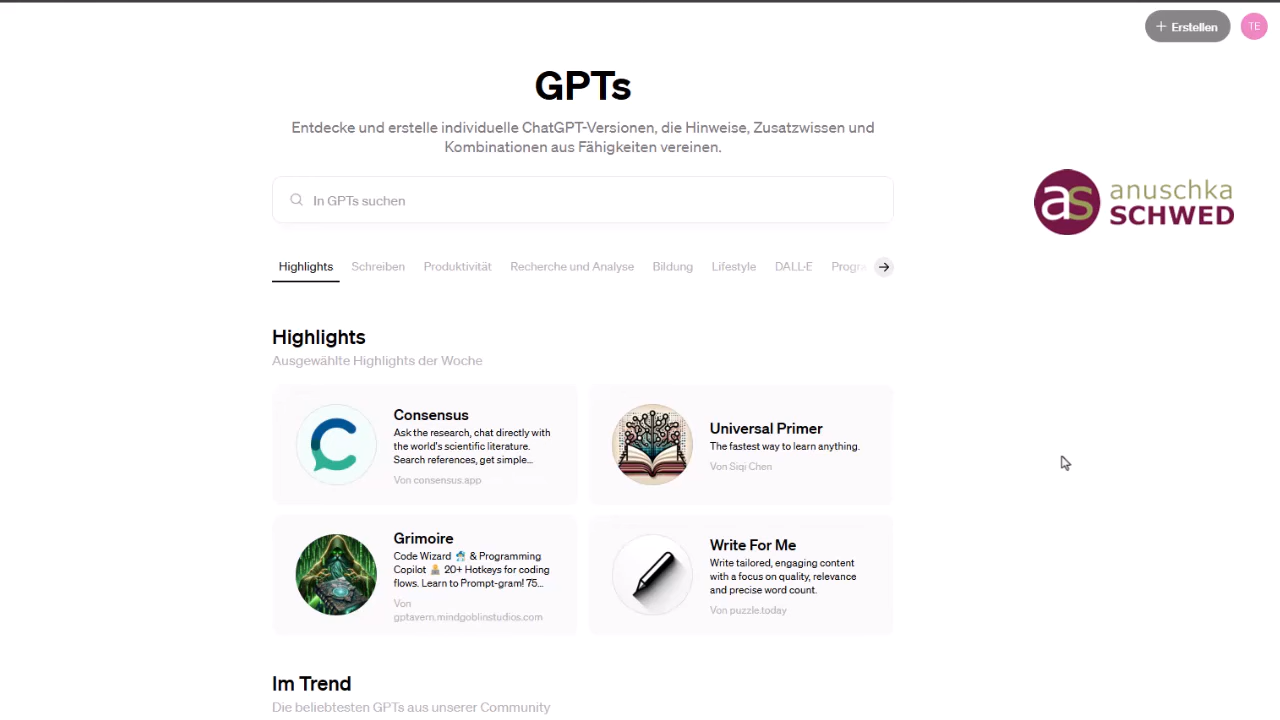 + Erstellen
TE
GPTs
Entdecke und erstelle individuelle ChatGPT-Versionen, die Hinweise, Zusatzwissen und
Kombinationen aus Fähigkeiten vereinen.
In GPTs suchen
as anuschka
SCHWED
Highlights Schreiben Produktivität Recherche und Analyse Bildung Lifestyle DALL·E Progra
Highlights
Ausgewählte Highlights der Woche
Consensus
Ask the research, chat directly with
the world's scientific literature.
Search references, get simple...
Von consensus.app
Universal Primer
The fastest way to learn anything.
Von Siqi Chen
Grimoire
Code Wizard 🧙‍♂️ & Programming
Copilot 🧑‍💻 20+ Hotkeys for coding
flows. Learn to Prompt-gram! 75...
Von
gptavern.mindgoblinstudios.com
Write For Me
Write tailored, engaging content
with a focus on quality, relevance
and precise word count.
Von puzzle.today
Im Trend
Die beliebtesten GPTs aus unserer Community